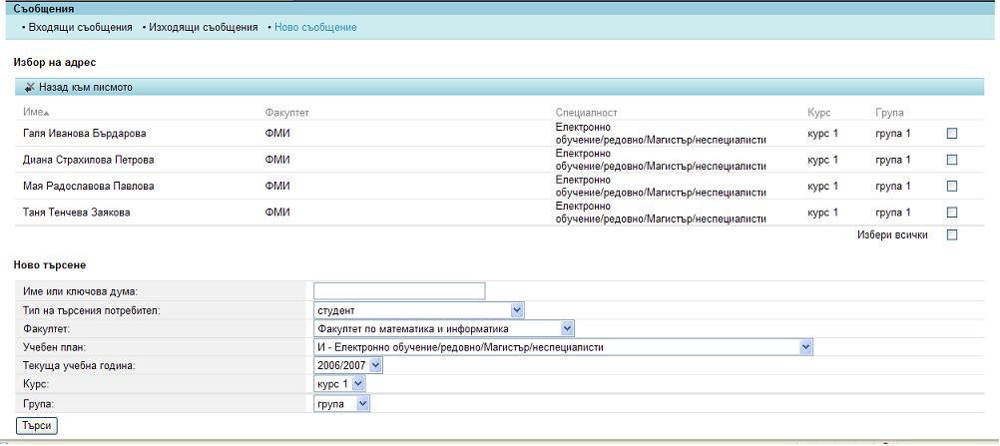 Съобщения
• Входящи съобщения • Изходящи съобщения • Ново съобщение
Избор на адрес
Назад към писмото
Име Факултет Специалност Курс Група
Галя Иванова Бърдарова ФМИ Електронно обучение/редовно/Магистър/неспециалисти курс 1 група 1
Диана Страхилова Петрова ФМИ Електронно обучение/редовно/Магистър/неспециалисти курс 1 група 1
Мая Радославова Павлова ФМИ Електронно обучение/редовно/Магистър/неспециалисти курс 1 група 1
Таня Тенчева Заякова ФМИ Електронно обучение/редовно/Магистър/неспециалисти курс 1 група 1
Избери всички
Ново търсене
Име или ключова дума:
Тип на търсения потребител: студент
Факултет: Факултет по математика и информатика
Учебен план: И - Електронно обучение/редовно/Магистър/неспециалисти
Текуща учебна година: 2006/2007
Курс: курс 1
Група: група
Търси